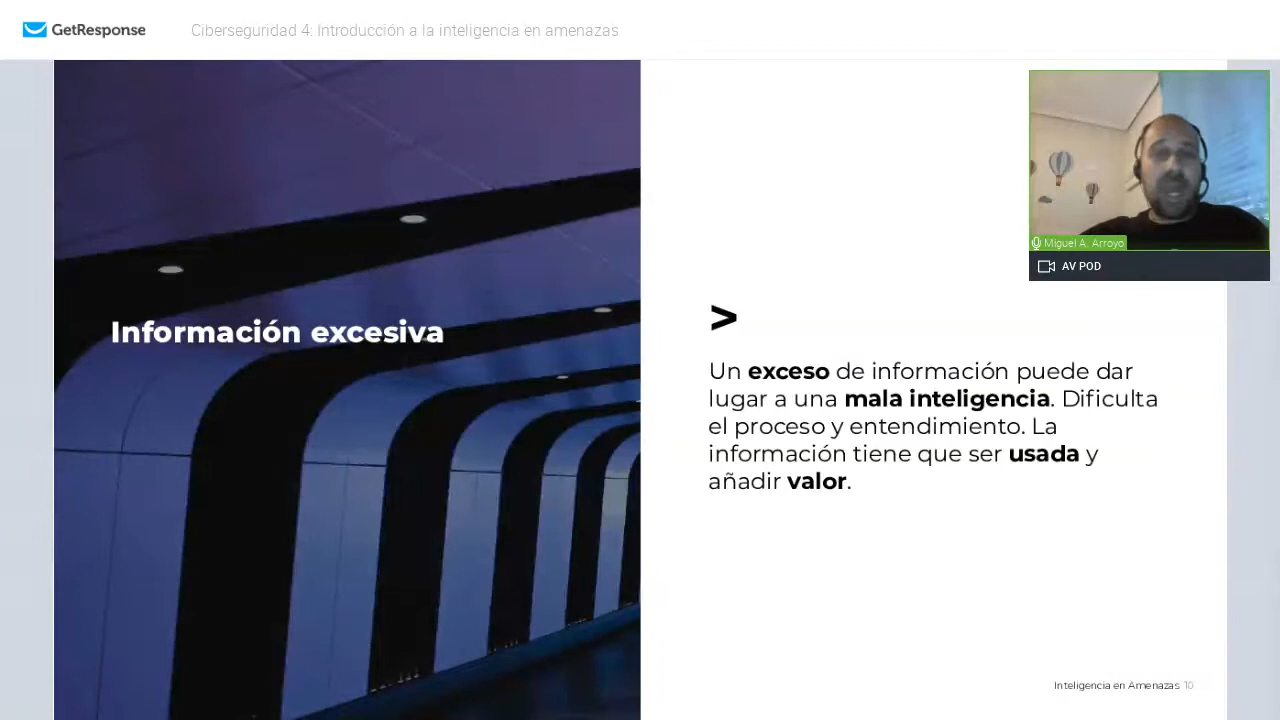 GetResponse
Ciberseguridad 4: Introducción a la inteligencia en amenazas
Información excesiva
>
Un exceso de información puede dar
lugar a una mala inteligencia. Dificulta
el proceso y entendimiento. La
información tiene que ser usada y
añadir valor.
Miguel A. Arroyo
AV POD
Inteligencia en Amenazas 10